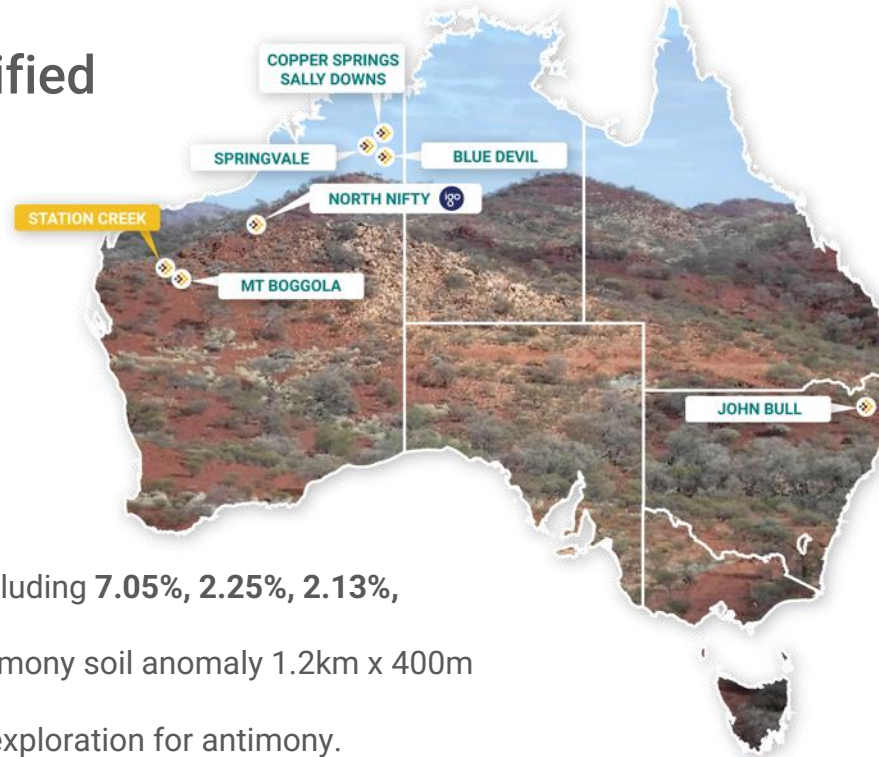 ified
COPPER SPRINGS
SALLY DOWNS
SPRINGVALE
BLUE DEVIL
NORTH NIFTY igo
STATION CREEK
MT BOGGOLA
JOHN BULL
luding 7.05%, 2.25%, 2.13%,
mony soil anomaly 1.2km x 400m
exploration for antimony.